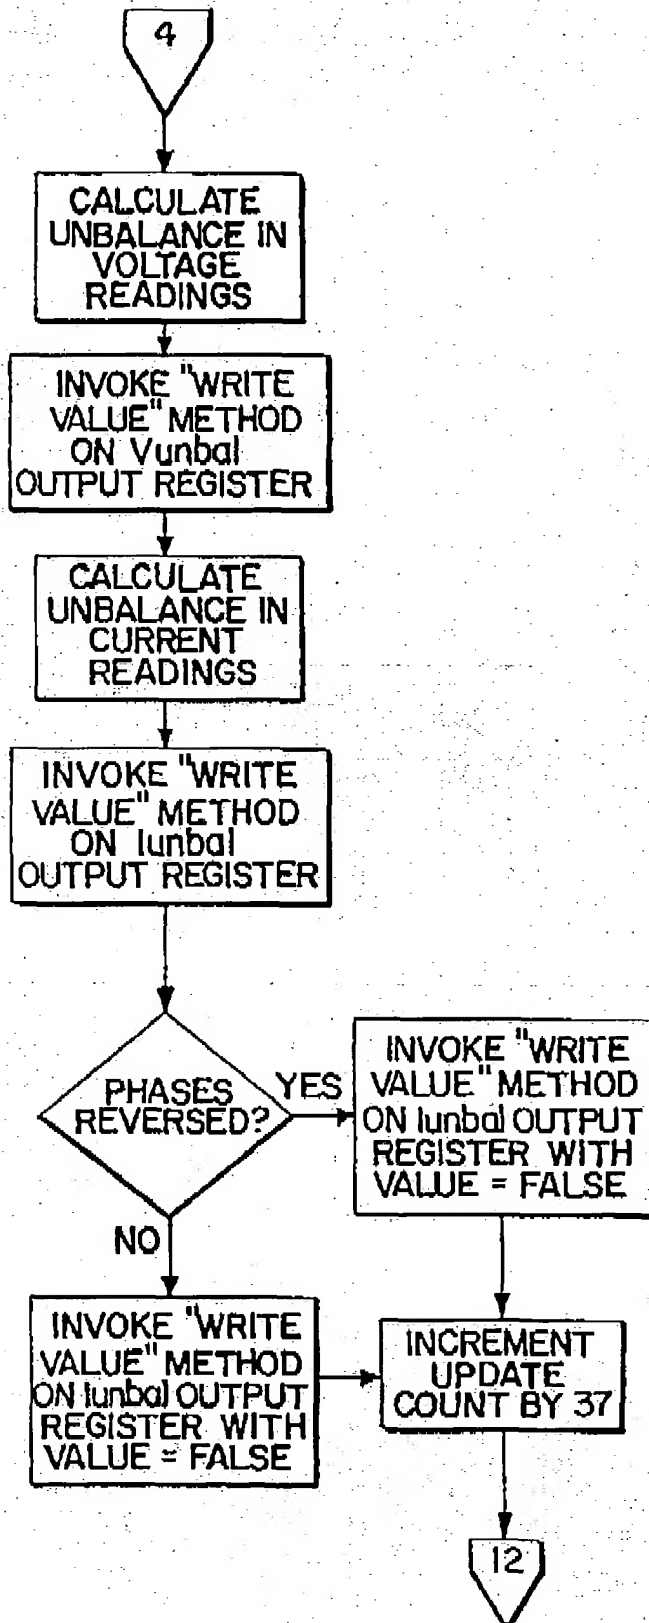 4
CALCULATE
UNBALANCE IN
VOLTAGE
READINGS
INVOKE "WRITE
VALUE" METHOD
ON Vunbal
OUTPUT REGISTER
CALCULATE
UNBALANCE IN
CURRENT
READINGS
INVOKE "WRITE
VALUE" METHOD
ON Iunbal
OUTPUT REGISTER
PHASES
REVERSED?
YES
INVOKE "WRITE
VALUE" METHOD
ON Iunbal OUTPUT
REGISTER WITH
VALUE = FALSE
NO
INVOKE "WRITE
VALUE" METHOD
ON Iunbal OUTPUT
REGISTER WITH
VALUE = FALSE
INCREMENT
UPDATE
COUNT BY 37
12